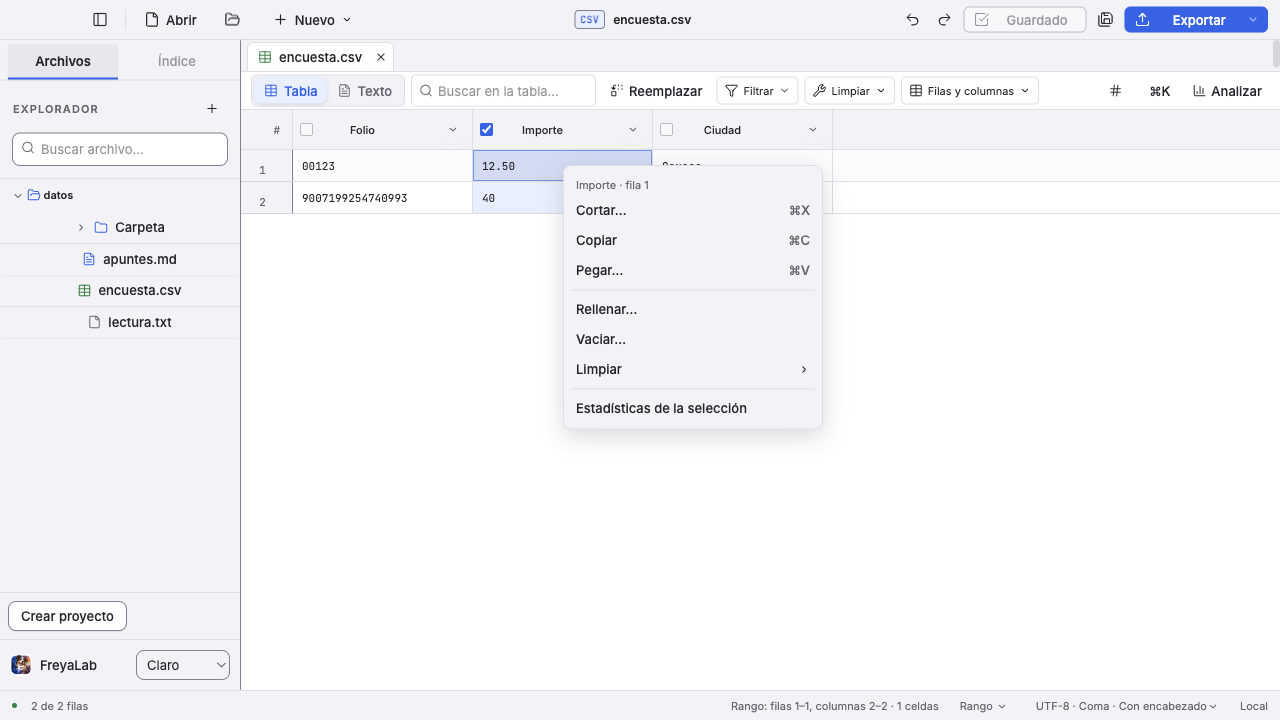 Abrir
Nuevo
CSV encuesta.csv
Guardado
Exportar
Archivos
Índice
encuesta.csv
EXPLORADOR
Tabla
Texto
Buscar en la tabla...
Reemplazar
Filtrar
Limpiar
Filas y columnas
#
⌘K
Analizar
Buscar archivo...
datos
Carpeta
apuntes.md
encuesta.csv
lectura.txt
# Folio Importe Ciudad
1 00123 12.50
2 9007199254740993 40
Importe · fila 1
Cortar... ⌘X
Copiar ⌘C
Pegar... ⌘V
Rellenar...
Vaciar...
Limpiar
Estadísticas de la selección
Crear proyecto
FreyaLab
Claro
2 de 2 filas
Rango: filas 1–1, columnas 2–2 · 1 celdas
Rango
UTF-8 · Coma · Con encabezado
Local